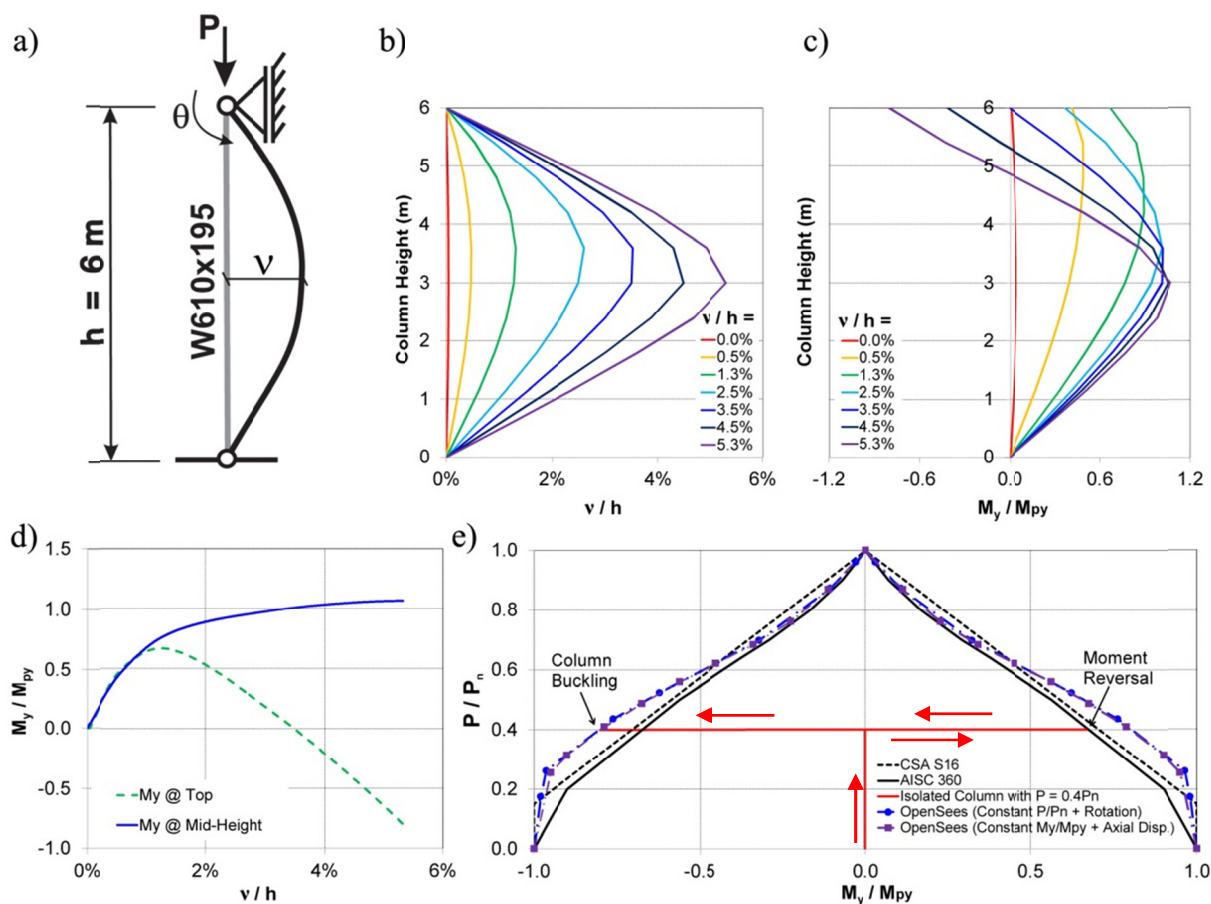 a)
P
θ
h = 6 m
W610x195
ν
b)
Column Height (m)
6
5
4
3
2
1
0
ν / h =
0.0%
0.5%
1.3%
2.5%
3.5%
4.5%
5.3%
0%
2%
4%
6%
ν / h
c)
Column Height (m)
6
5
4
3
2
1
0
ν / h =
0.0%
0.5%
1.3%
2.5%
3.5%
4.5%
5.3%
-1.2
-0.6
0.0
0.6
1.2
My / Mpy
d)
My / Mpy
1.5
1.0
0.5
0.0
-0.5
-1.0
My @ Top
My @ Mid-Height
0%
2%
4%
6%
ν / h
e)
P / Pn
1.0
0.8
0.6
0.4
0.2
0.0
Column
Buckling
Moment
Reversal
CSA S16
AISC 360
Isolated Column with P = 0.4Pn
OpenSees (Constant P/Pn + Rotation)
OpenSees (Constant My/Mpy + Axial Disp.)
-1.0
-0.5
0.0
0.5
1.0
My / Mpy